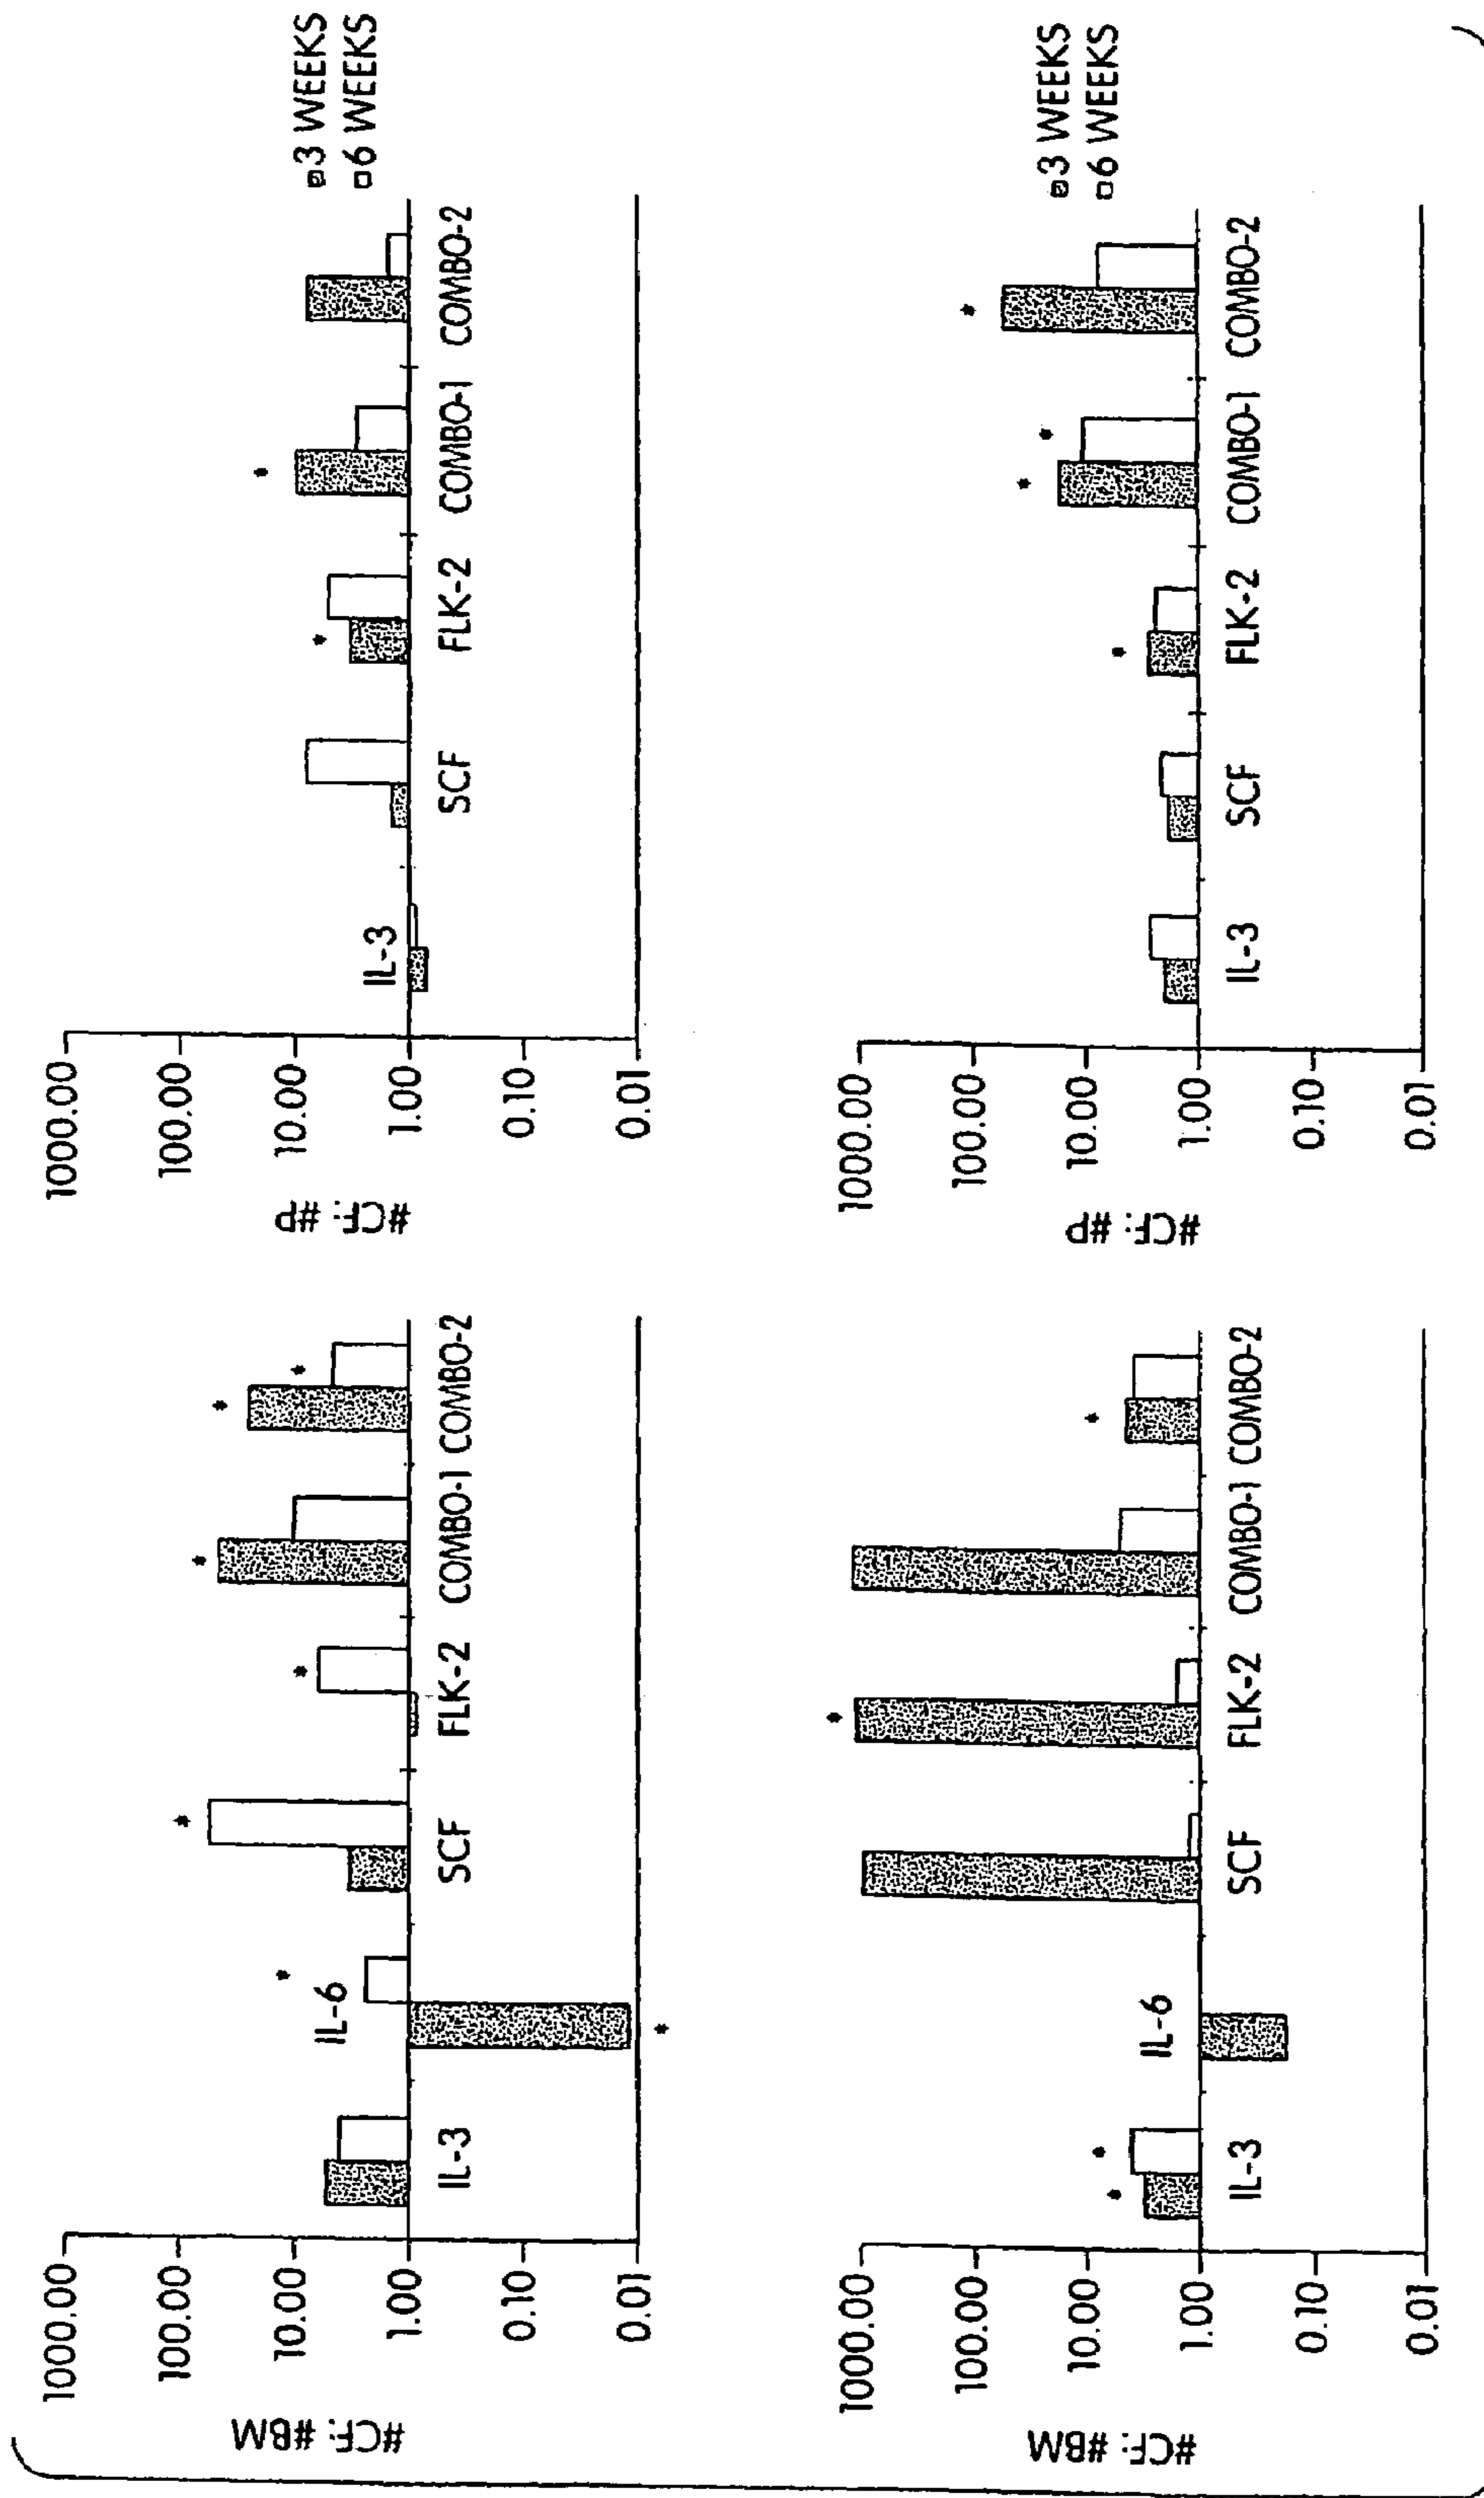 #CF: #BM
1000.00
100.00
10.00
1.00
0.10
0.01
IL-3
IL-6
SCF
FLK-2
COMBO-1
COMBO-2
#CF: #P
1000.00
100.00
10.00
1.00
0.10
0.01
IL-3
SCF
FLK-2
COMBO-1
COMBO-2
3 WEEKS
6 WEEKS
#CF: #BM
1000.00
100.00
10.00
1.00
0.10
0.01
IL-3
IL-6
SCF
FLK-2
COMBO-1
COMBO-2
#CF: #P
1000.00
100.00
10.00
1.00
0.10
0.01
IL-3
SCF
FLK-2
COMBO-1
COMBO-2
3 WEEKS
6 WEEKS